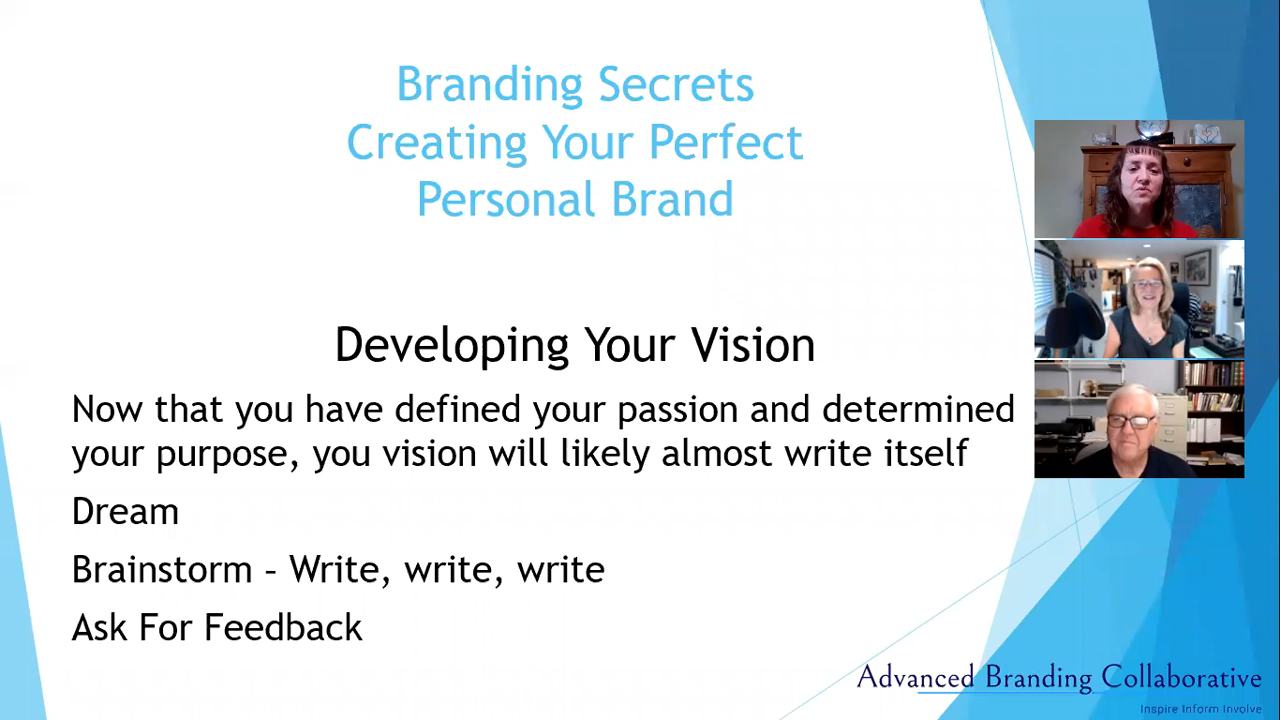 Branding Secrets
Creating Your Perfect
Personal Brand
Developing Your Vision
Now that you have defined your passion and determined
your purpose, you vision will likely almost write itself
Dream
Brainstorm – Write, write, write
Ask For Feedback
Advanced Branding Collaborative
Inspire Inform Involve